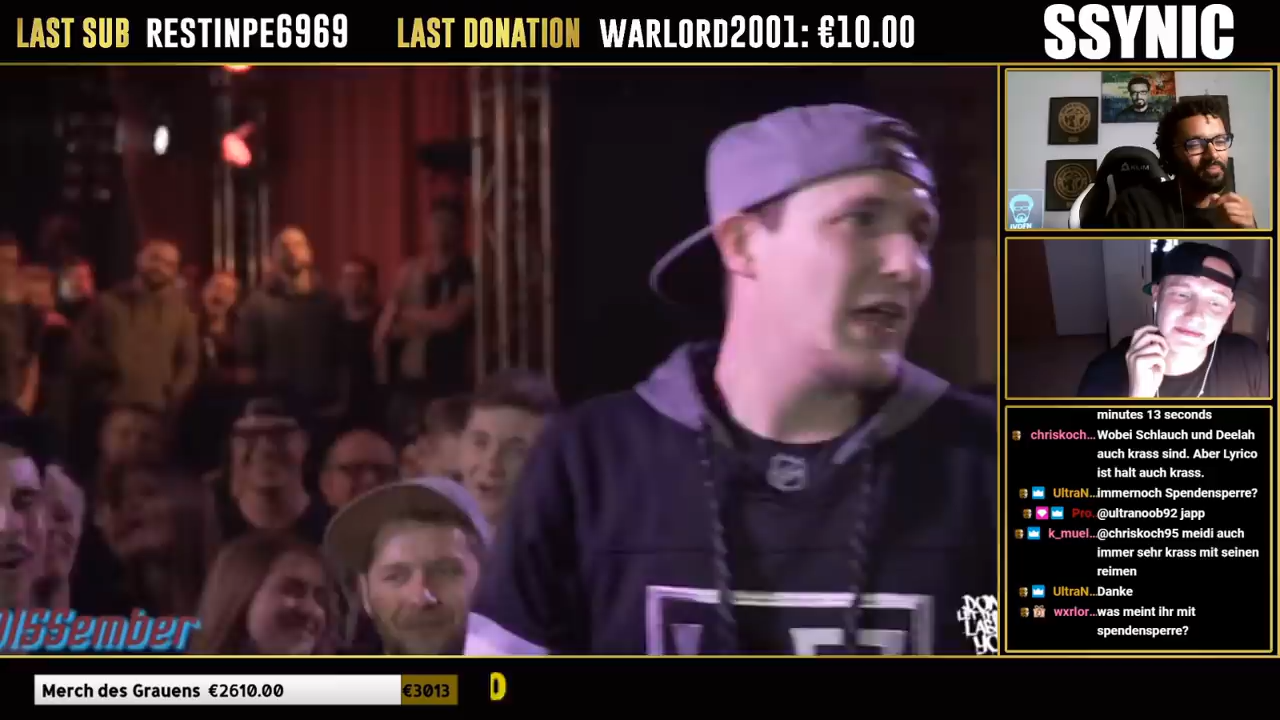 LAST SUB RESTINPE6969 LAST DONATION WARLORD2001: €10.00 SSYNIC
minutes 13 seconds
chriskoch... Wobei Schlauch und Deelah
auch krass sind. Aber Lyrico
ist halt auch krass.
UltraN... immernoch Spendensperre?
Pro... @ultranoob92 japp
k_muel... @chriskoch95 meidi auch
immer sehr krass mit seinen
reimen
UltraN... Danke
wxrlor... was meint ihr mit
spendensperre?
DISSember
Merch des Grauens €2610.00 €3013 D